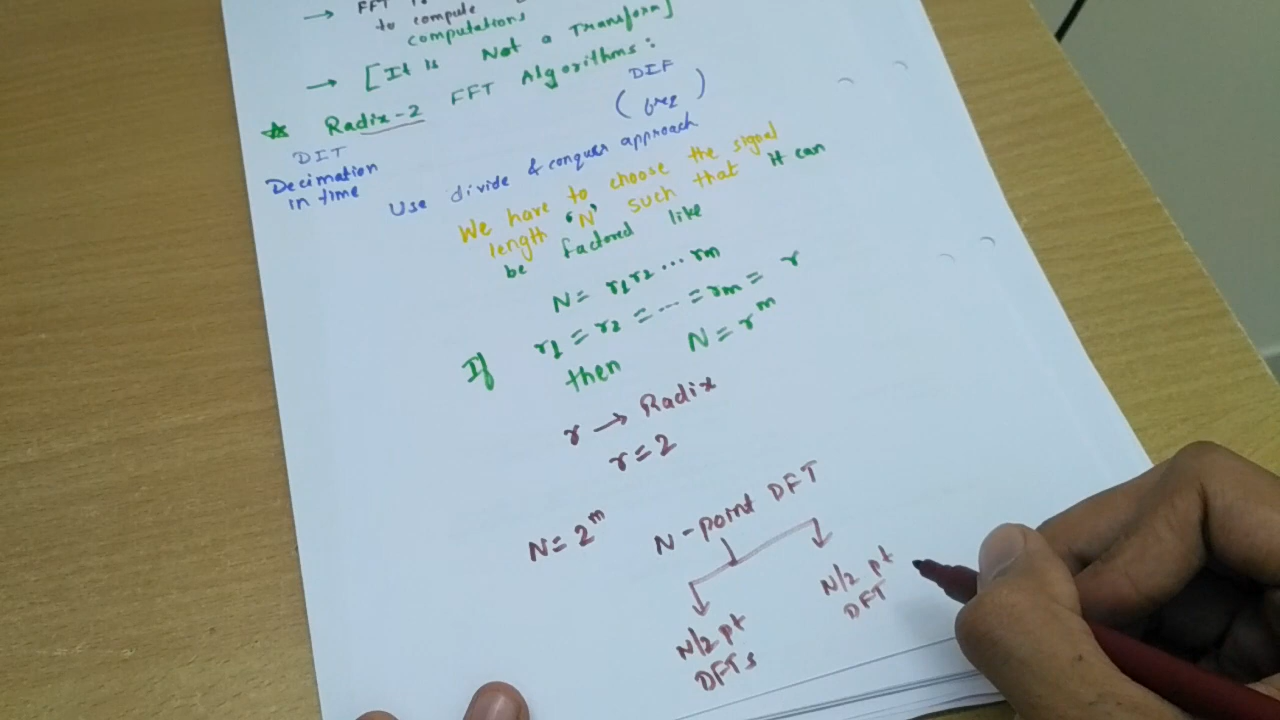 → FFT
to compute
computations
→ [It is Not a Transform]
☆ Radix-2 FFT Algorithms:
DIT
Decimation
in time
DIF
(freq)
Use divide & conquer approach
We have to choose the signal
length 'N' such that it can
be factored like
N = r1 r2 ... rm
If r1 = r2 = ... = rm = r
then N = r^m
r → Radix
r = 2
N = 2^m
N-point DFT
N/2 pt
DFTs
N/2 pt
DFT